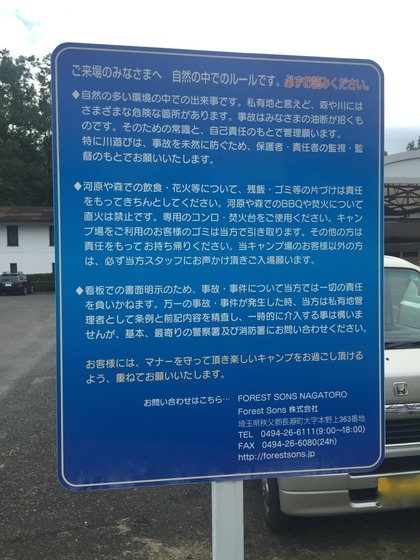 ご来場のみなさまへ 自然の中でのルールです。必ずお読みください。
◆自然の多い環境の中での出来事です。私有地と言えど、森や川には
さまざまな危険な箇所があります。事故はみなさまの油断が招くも
のです。そのための常識と、自己責任のもとで管理願います。
特に川遊びは、事故を未然に防ぐため、保護者・責任者の監視・監
督のもとでお願いいたします。
◆河原や森での飲食・花火等について、残飯・ゴミ等の片づけは責任
をもってきちんとしてください。河原や森でのBBQや焚火について
直火は禁止です。専用のコンロ・焚火台をご使用ください。キャン
プ場をご利用のお客様のゴミは当方で引き取ります。その他の方は
責任をもってお持ち帰りください。当キャンプ場のお客様以外の方
は、必ず当方スタッフにお声かけ頂きご入場願います。
◆看板での書面明示のため、事故・事件について当方では一切の責任
を負いかねます。万一の事故・事件が発生した時、当方は私有地管
理者として条例と前記内容を精査し、一時的に介入する事は構いま
せんが、基本、最寄りの警察署及び消防署にお問い合わせください。
お客様には、マナーを守って頂き楽しいキャンプをお過ごし頂ける
よう、重ねてお願いいたします。
お問い合わせはこちら… FOREST SONS NAGATORO
Forest Sons 株式会社
埼玉県秩父郡長瀞町大字本野上363番地
TEL 0494-26-6111(9:00~18:00)
FAX 0494-26-6080(24h)
http://forestsons.jp